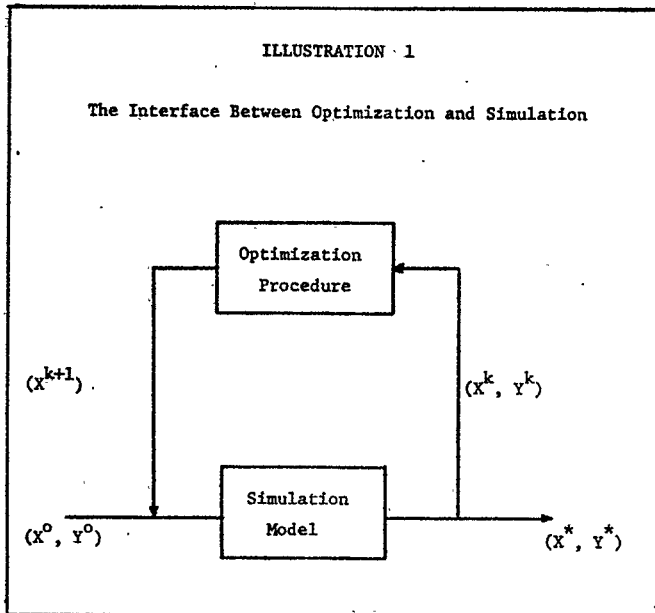 ILLUSTRATION 1
The Interface Between Optimization and Simulation
Optimization
Procedure
(X^{k+1})
(X^k, Y^k)
Simulation
Model
(X^o, Y^o)
(X^*, Y^*)